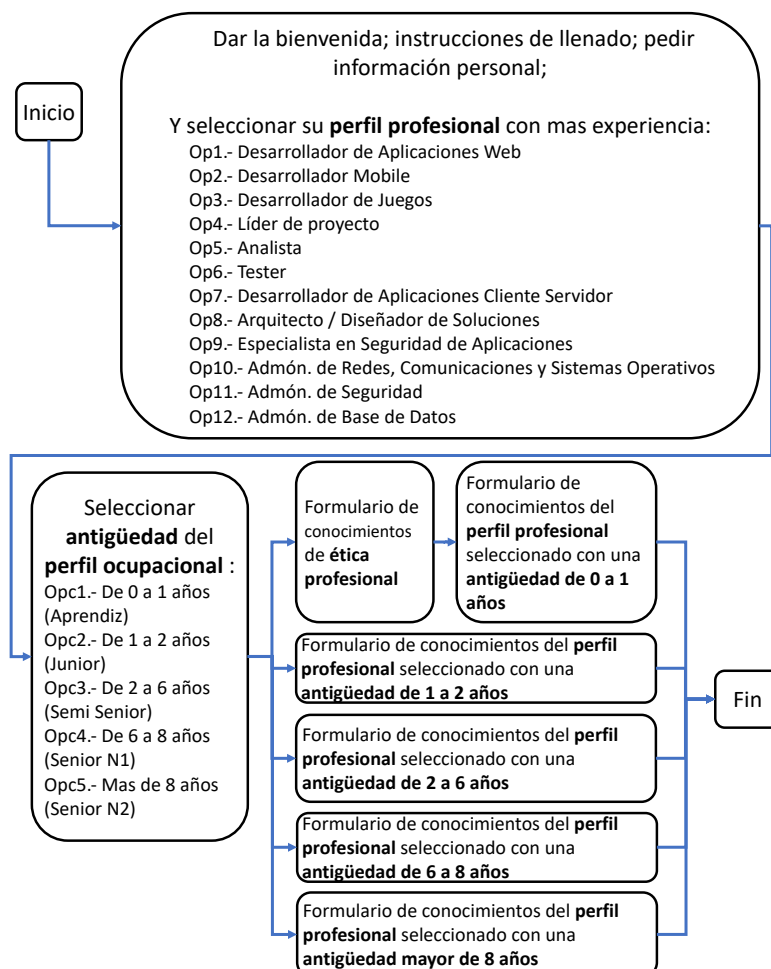 Inicio
Dar la bienvenida; instrucciones de llenado; pedir
información personal;
Y seleccionar su perfil profesional con mas experiencia:
Op1.- Desarrollador de Aplicaciones Web
Op2.- Desarrollador Mobile
Op3.- Desarrollador de Juegos
Op4.- Líder de proyecto
Op5.- Analista
Op6.- Tester
Op7.- Desarrollador de Aplicaciones Cliente Servidor
Op8.- Arquitecto / Diseñador de Soluciones
Op9.- Especialista en Seguridad de Aplicaciones
Op10.- Admón. de Redes, Comunicaciones y Sistemas Operativos
Op11.- Admón. de Seguridad
Op12.- Admón. de Base de Datos
Seleccionar
antigüedad del
perfil ocupacional :
Opc1.- De 0 a 1 años
(Aprendiz)
Opc2.- De 1 a 2 años
(Junior)
Opc3.- De 2 a 6 años
(Semi Senior)
Opc4.- De 6 a 8 años
(Senior N1)
Opc5.- Mas de 8 años
(Senior N2)
Formulario de
conocimientos
de ética
profesional
Formulario de
conocimientos del
perfil profesional
seleccionado con una
antigüedad de 0 a 1
años
Formulario de conocimientos del perfil
profesional seleccionado con una
antigüedad de 1 a 2 años
Formulario de conocimientos del perfil
profesional seleccionado con una
antigüedad de 2 a 6 años
Formulario de conocimientos del perfil
profesional seleccionado con una
antigüedad de 6 a 8 años
Formulario de conocimientos del perfil
profesional seleccionado con una
antigüedad mayor de 8 años
Fin